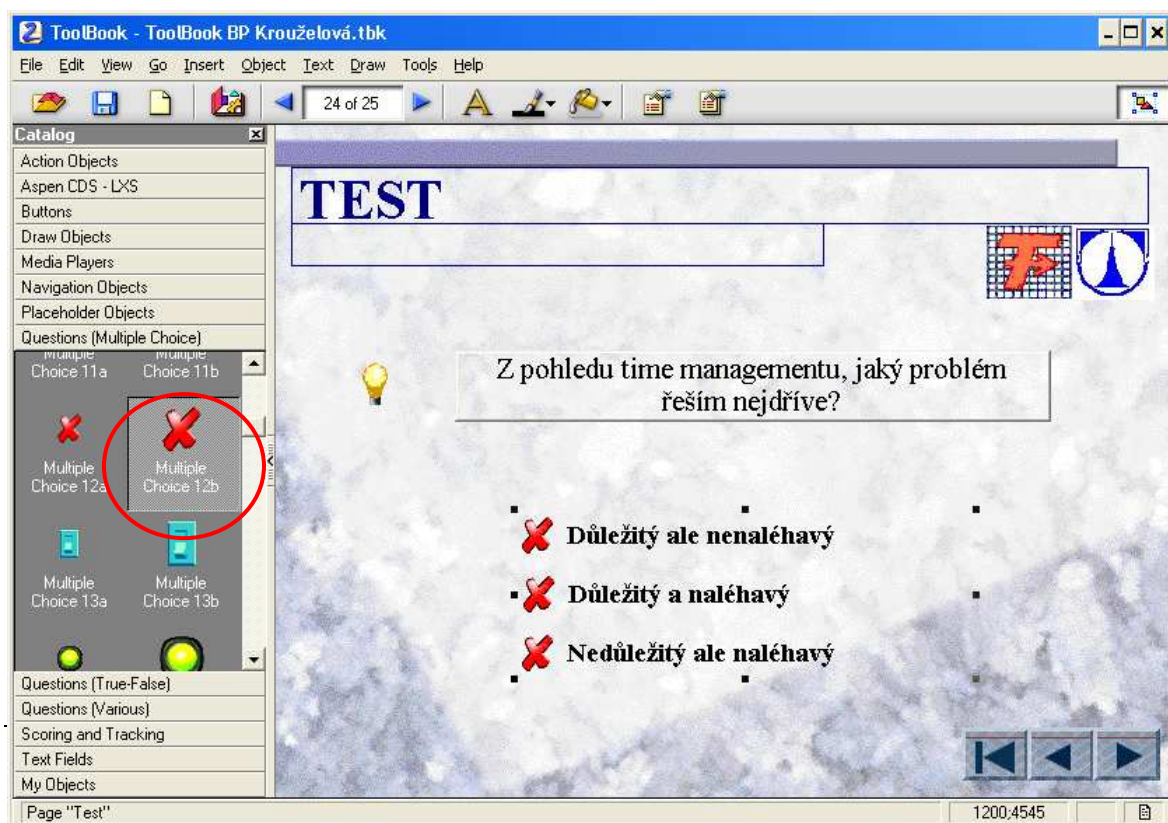 ToolBook - ToolBook BP Krouželová.tbk
File Edit View Go Insert Object Text Draw Tools Help
24 of 25
Catalog
Action Objects
Aspen CDS - LXS
Buttons
Draw Objects
Media Players
Navigation Objects
Placeholder Objects
Questions (Multiple Choice)
Multiple Choice 11a
Multiple Choice 11b
Multiple Choice 12a
Multiple Choice 12b
Multiple Choice 13a
Multiple Choice 13b
Questions (True-False)
Questions (Various)
Scoring and Tracking
Text Fields
My Objects
TEST
Z pohledu time managementu, jaký problém
řeším nejdříve?
Důležitý ale nenaléhavý
Důležitý a naléhavý
Nedůležitý ale naléhavý
Page "Test"
1200;4545